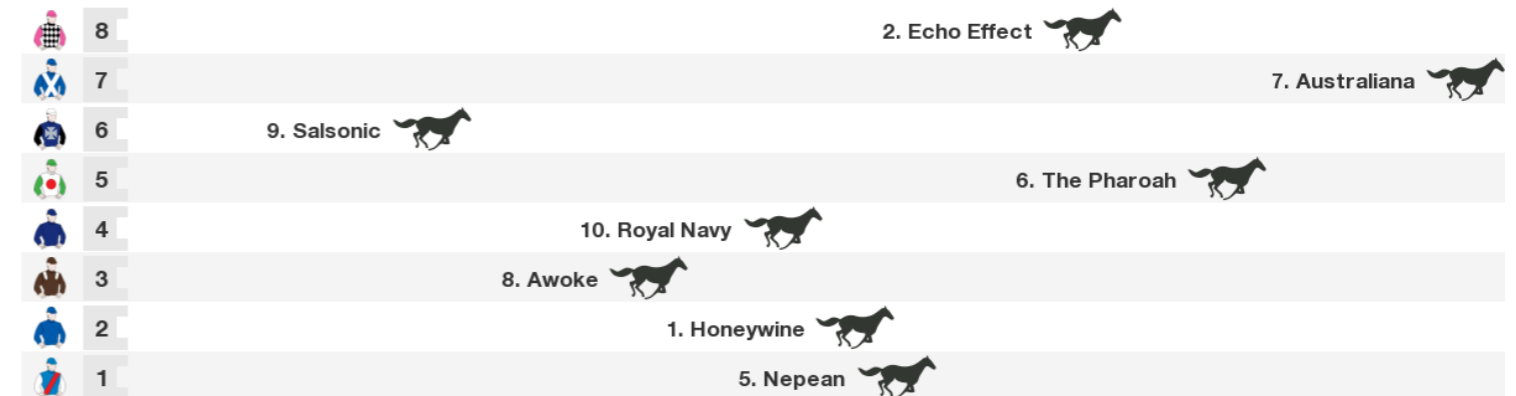 8 2. Echo Effect
7 7. Australiana
6 9. Salsonic
5 6. The Pharoah
4 10. Royal Navy
3 8. Awoke
2 1. Honeywine
1 5. Nepean